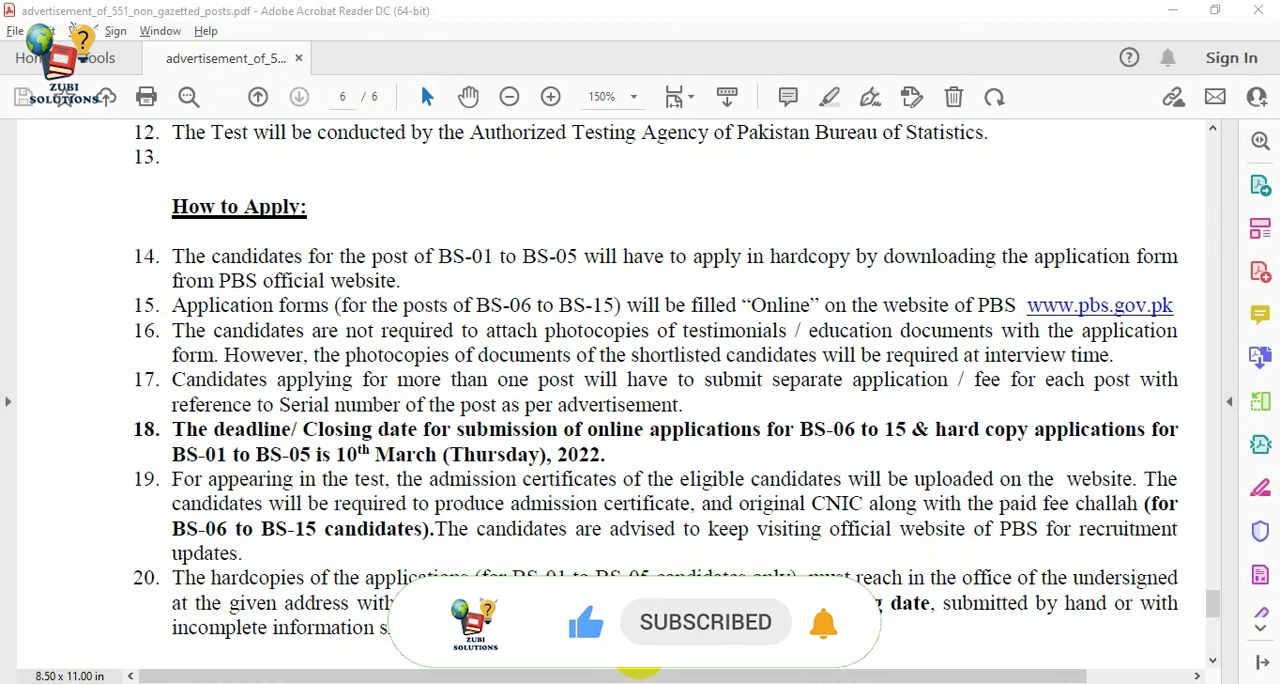 advertisement_of_551_non_gazetted_posts.pdf - Adobe Acrobat Reader DC (64-bit)
File Sign Window Help
advertisement_of_5... ×
Sign In
ZUBI
SOLUTIONS
6 / 6
150%
12. The Test will be conducted by the Authorized Testing Agency of Pakistan Bureau of Statistics.
13.
How to Apply:
14. The candidates for the post of BS-01 to BS-05 will have to apply in hardcopy by downloading the application form
from PBS official website.
15. Application forms (for the posts of BS-06 to BS-15) will be filled “Online” on the website of PBS www.pbs.gov.pk
16. The candidates are not required to attach photocopies of testimonials / education documents with the application
form. However, the photocopies of documents of the shortlisted candidates will be required at interview time.
17. Candidates applying for more than one post will have to submit separate application / fee for each post with
reference to Serial number of the post as per advertisement.
18. The deadline/ Closing date for submission of online applications for BS-06 to 15 & hard copy applications for
BS-01 to BS-05 is 10th March (Thursday), 2022.
19. For appearing in the test, the admission certificates of the eligible candidates will be uploaded on the website. The
candidates will be required to produce admission certificate, and original CNIC along with the paid fee challah (for
BS-06 to BS-15 candidates).The candidates are advised to keep visiting official website of PBS for recruitment
updates.
20. The hardcopies of the applications (for BS-01 to BS-05 candidates only) must reach in the office of the undersigned
at the given address date, submitted by hand or with
incomplete information
ZUBI
SOLUTIONS
SUBSCRIBED
8.50 x 11.00 in